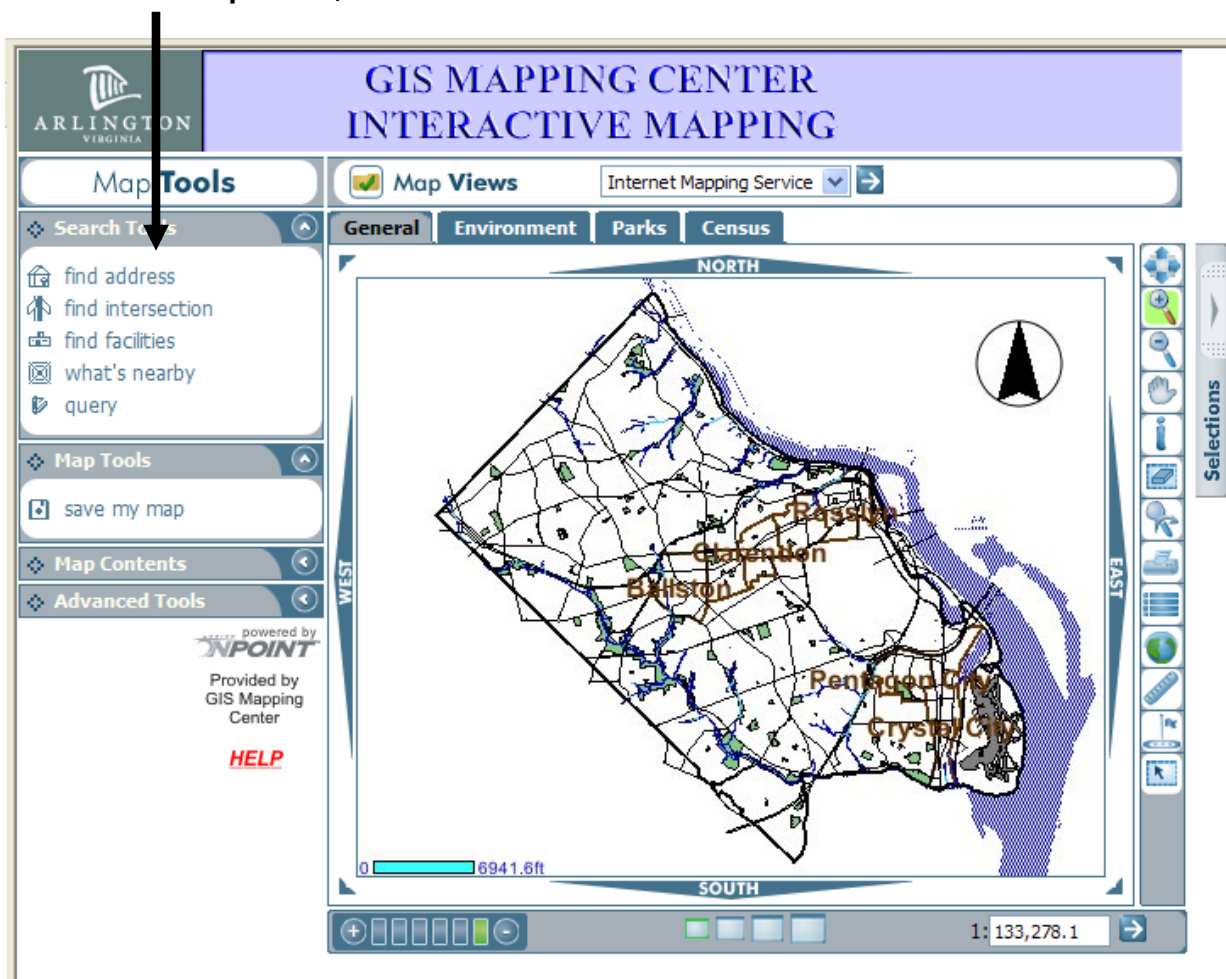 GIS MAPPING CENTER
INTERACTIVE MAPPING
ARLINGTON
VIRGINIA
Map Tools
Map Views
Internet Mapping Service
Search Tools
find address
find intersection
find facilities
what's nearby
query
Map Tools
save my map
Map Contents
Advanced Tools
powered by
ONPOINT
Provided by
GIS Mapping
Center
HELP
General
Environment
Parks
Census
NORTH
WEST
EAST
SOUTH
Rosslyn
Clarendon
Ballston
Pentagon City
Crystal City
0
6941.6ft
1: 133,278.1
Selections